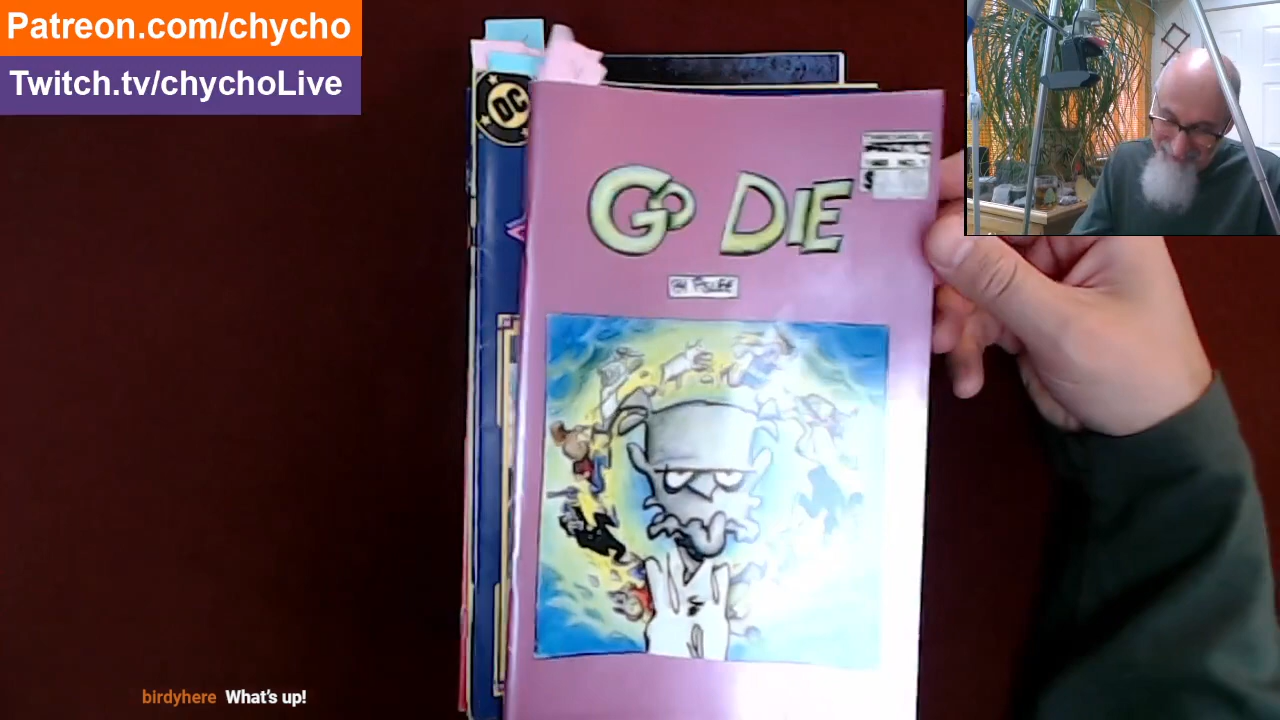 Patreon.com/chycho
Twitch.tv/chychoLive
DC
GO DIE
birdyhere What's up!